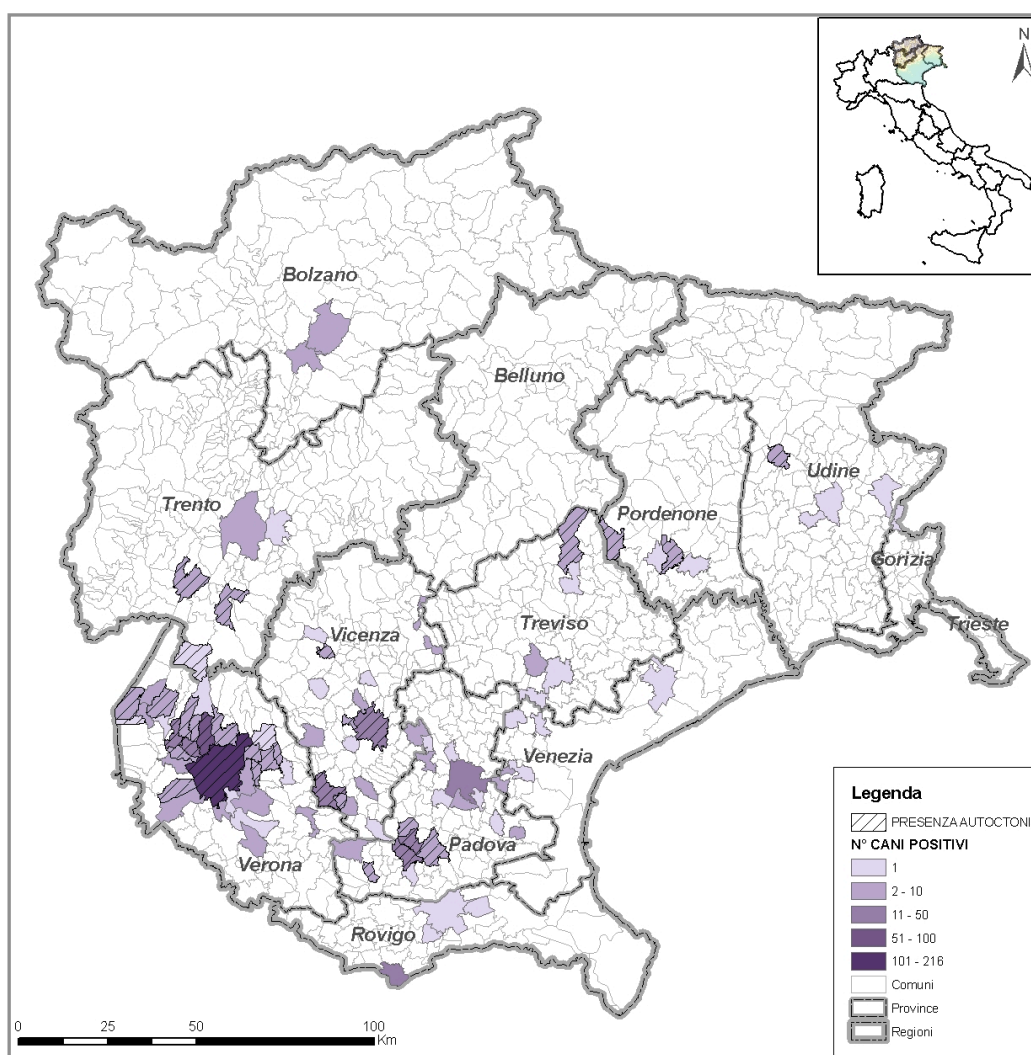 N
Bolzano
Belluno
Udine
Trento
Pordenone
Gorizia
Trieste
Vicenza
Treviso
Venezia
Padova
Verona
Rovigo
Legenda
PRESENZA AUTOCTONI
N° CANI POSITIVI
1
2 - 10
11 - 50
51 - 100
101 - 216
Comuni
Province
Regioni
0 25 50 100
Km